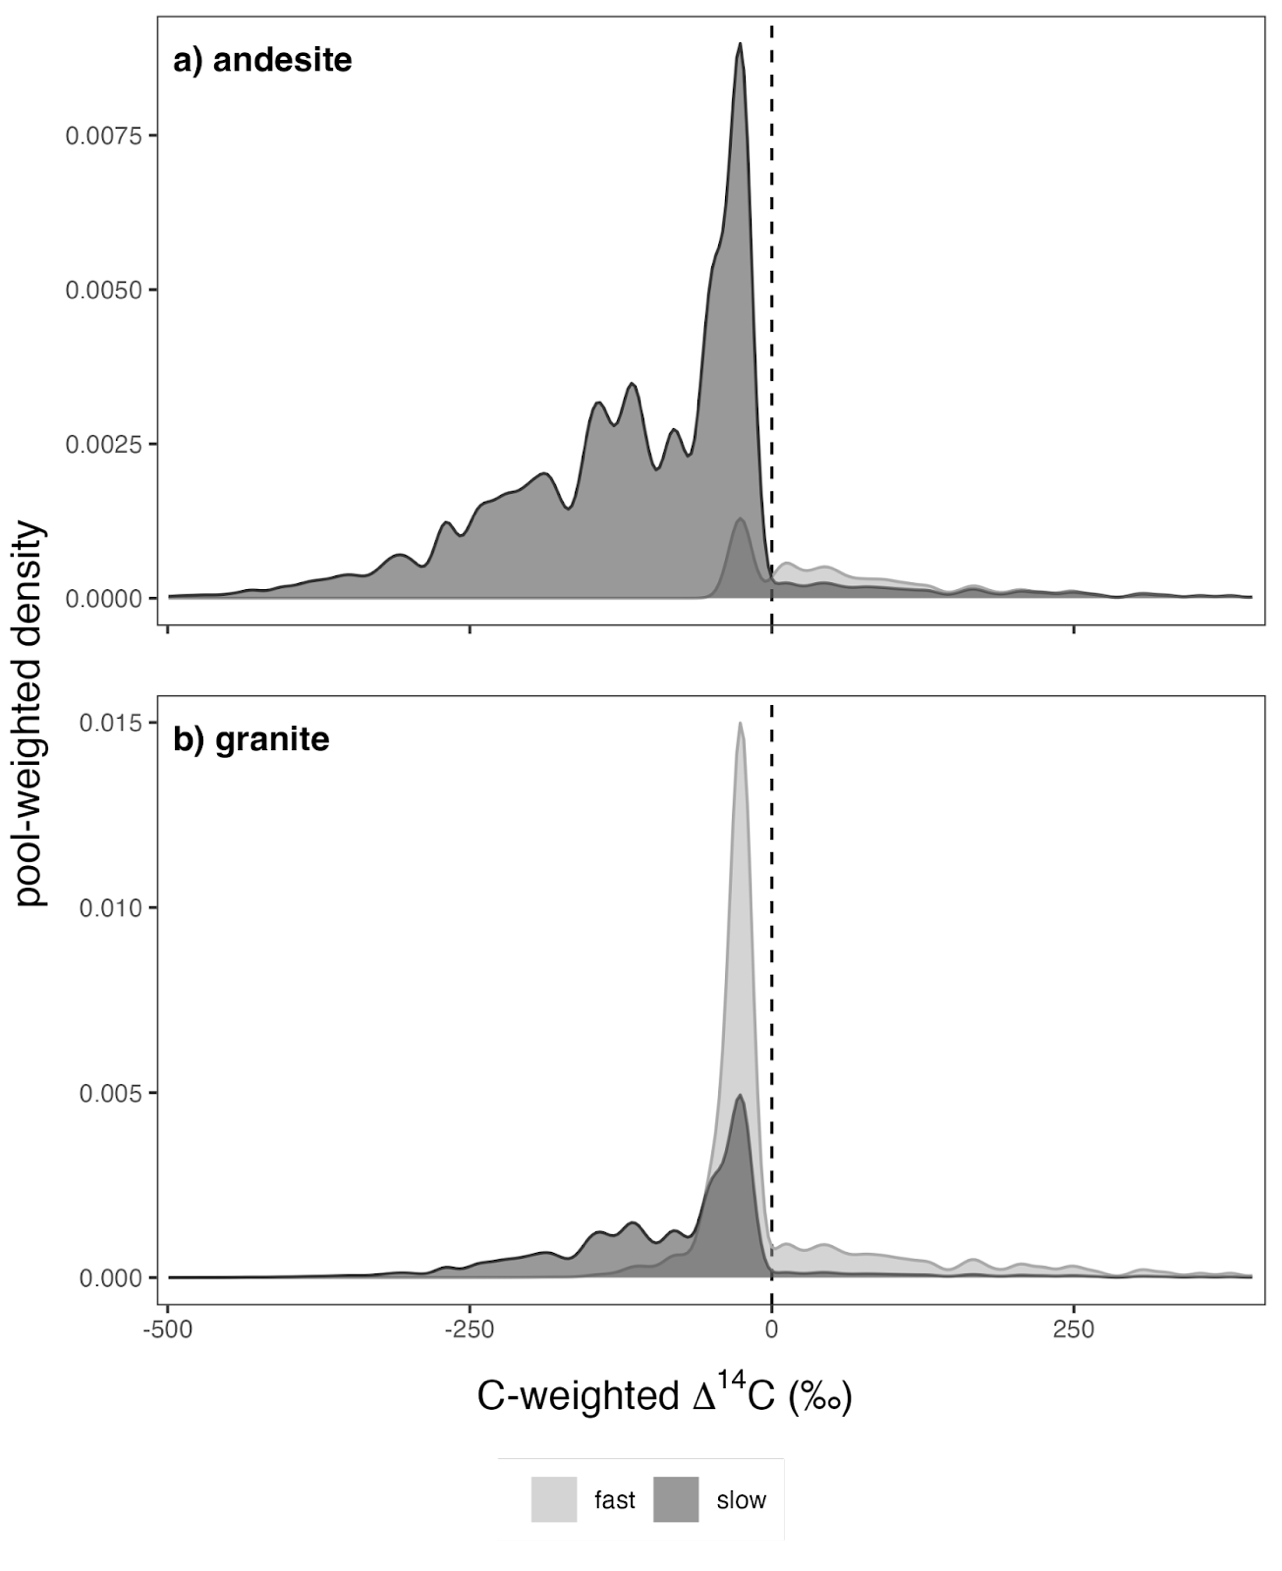 a) andesite
0.0075
0.0050
0.0025
0.0000
pool-weighted density
b) granite
0.015
0.010
0.005
0.000
-500 -250 0 250
C-weighted Δ¹⁴C (‰)
fast slow